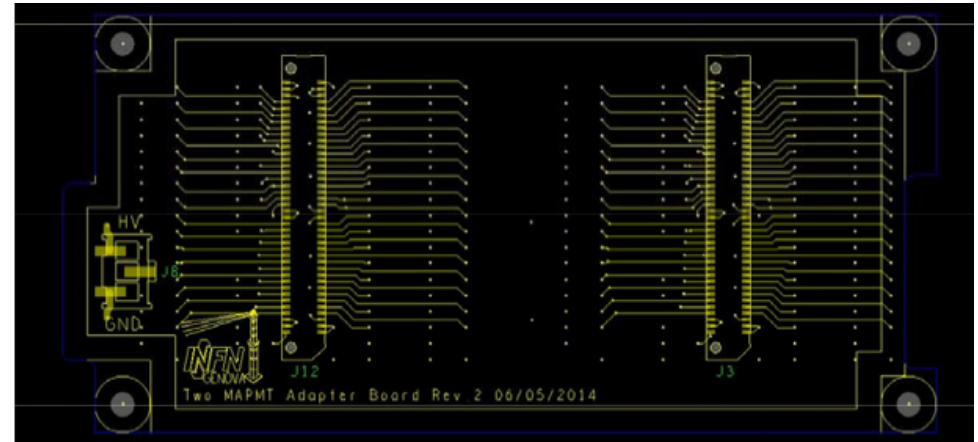 HV
J8
GND
INFN
GENOVA
J12
J3
Two MAPMT Adapter Board Rev.2 06/05/2014